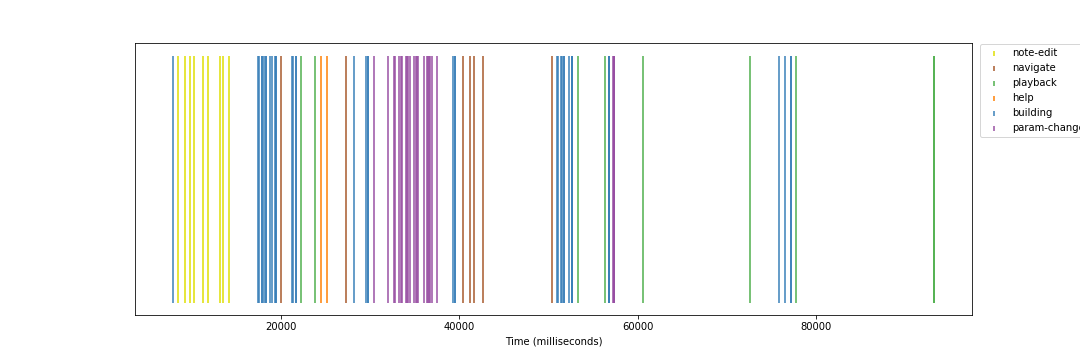 note-edit
navigate
playback
help
building
param-change
20000 40000 60000 80000
Time (milliseconds)